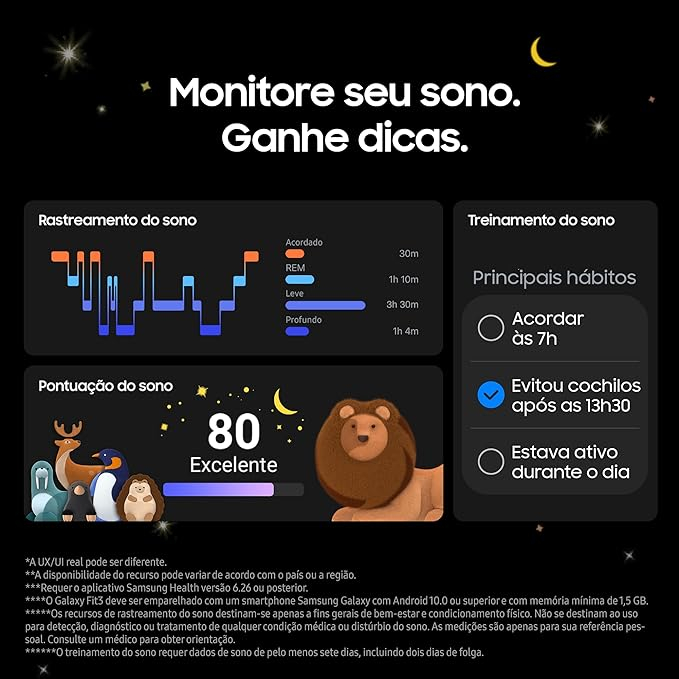 Monitore seu sono.
Ganhe dicas.
Rastreamento do sono
Acordado
30m
REM
1h 10m
Leve
3h 30m
Profundo
1h 4m
Pontuação do sono
80
Excelente
Treinamento do sono
Principais hábitos
Acordar
às 7h
Evitou cochilos
após as 13h30
Estava ativo
durante o dia
*A UX/UI real pode ser diferente.
**A disponibilidade do recurso pode variar de acordo com o país ou a região.
***Requer o aplicativo Samsung Health versão 6.26 ou posterior.
****O Galaxy Fit3 deve ser emparelhado com um smartphone Samsung Galaxy com Android 10.0 ou superior e com memória mínima de 1,5 GB.
*****Os recursos de rastreamento do sono destinam-se apenas a fins gerais de bem-estar e condicionamento físico. Não se destinam ao uso
para detecção, diagnóstico ou tratamento de qualquer condição médica ou distúrbio do sono. As medições são apenas para sua referência pes-
soal. Consulte um médico para obter orientação.
******O treinamento do sono requer dados de sono de pelo menos sete dias, incluindo dois dias de folga.